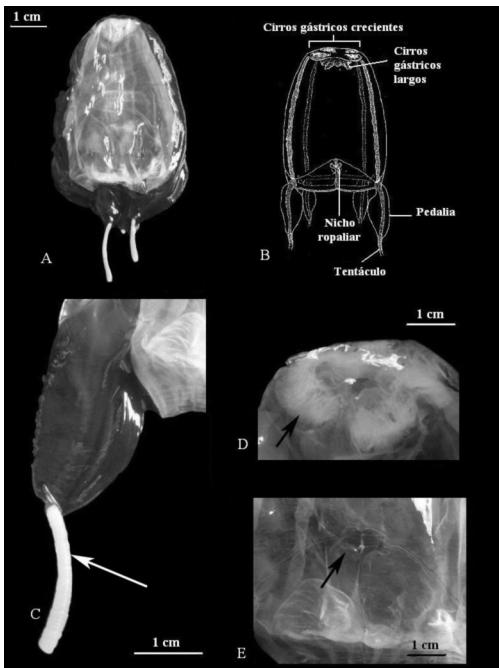 1 cm
Cirros gástricos crecientes
Cirros
gástricos
largos
Nicho
ropaliar
Pedalia
Tentáculo
A
B
1 cm
D
C
1 cm
E
1 cm